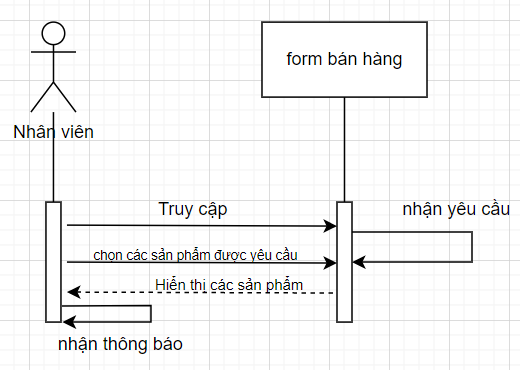 form bán hàng
Nhân viên
Truy cập
nhận yêu cầu
chọn các sản phẩm được yêu cầu
Hiển thị các sản phẩm
nhận thông báo